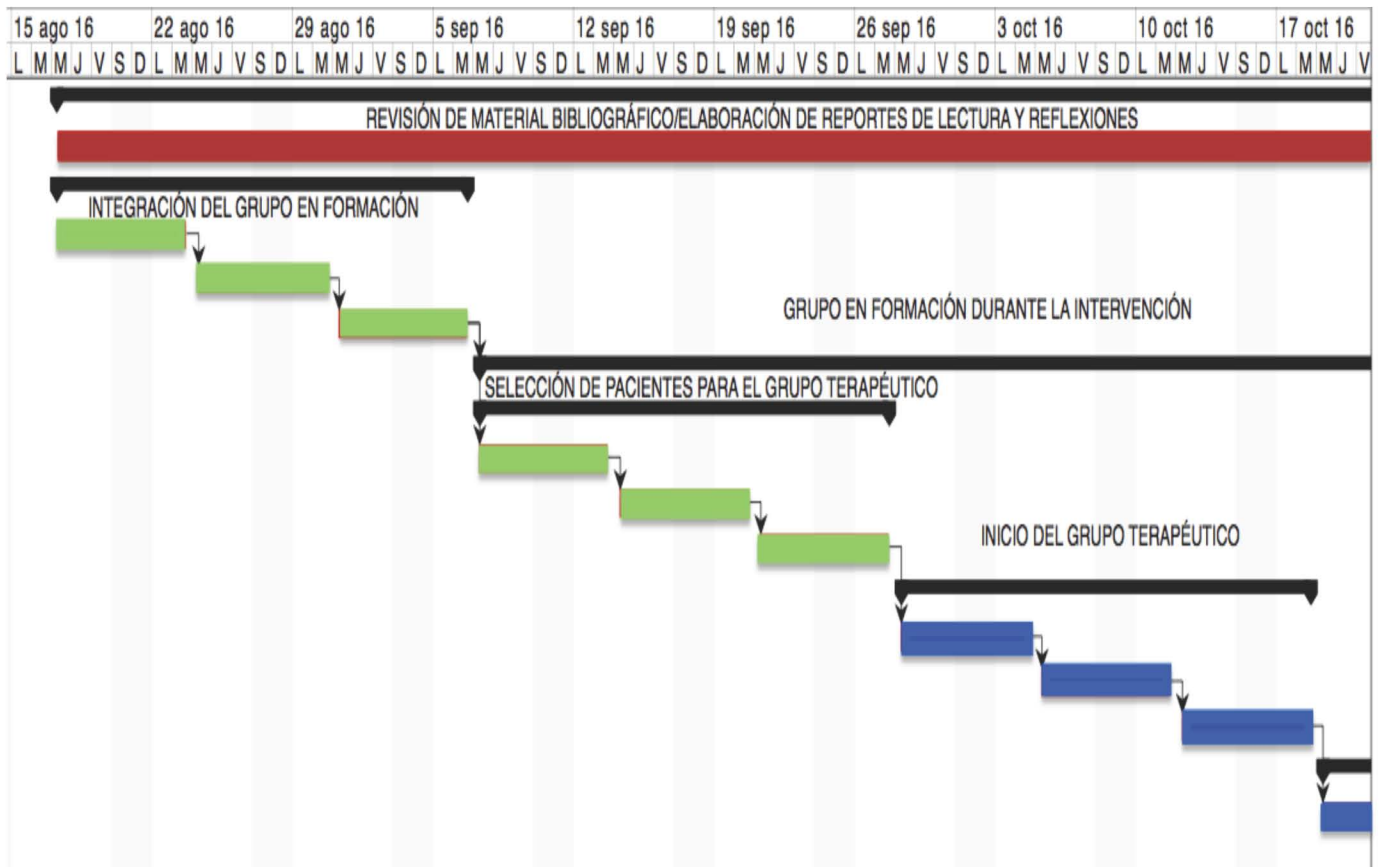 15 ago 16 22 ago 16 29 ago 16 5 sep 16 12 sep 16 19 sep 16 26 sep 16 3 oct 16 10 oct 16 17 oct 16
L M M J V S D L M M J V S D L M M J V S D L M M J V S D L M M J V S D L M M J V S D L M M J V S D L M M J V S D L M M J V S D L M M J V
REVISIÓN DE MATERIAL BIBLIOGRÁFICO/ELABORACIÓN DE REPORTES DE LECTURA Y REFLEXIONES
INTEGRACIÓN DEL GRUPO EN FORMACIÓN
GRUPO EN FORMACIÓN DURANTE LA INTERVENCIÓN
SELECCIÓN DE PACIENTES PARA EL GRUPO TERAPÉUTICO
INICIO DEL GRUPO TERAPÉUTICO